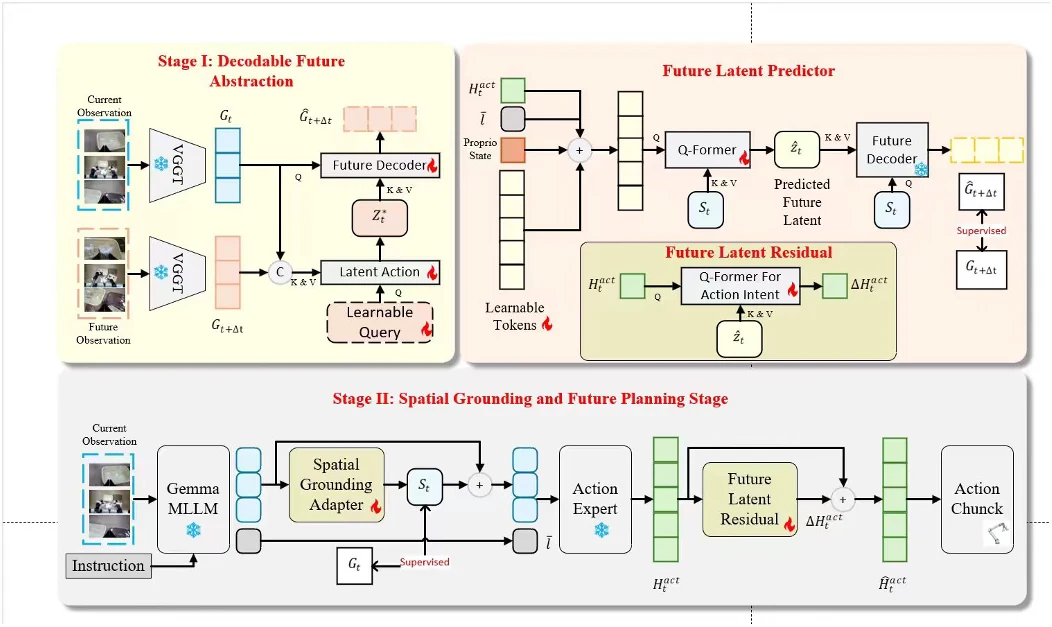 Stage I: Decodable Future
Abstraction
Current
Observation
G_t
Ĝ_{t+Δt}
VGGT
Future Decoder
Q
K & V
Z_t^*
VGGT
C
K & V
Latent Action
Q
Learnable
Query
G_{t+Δt}
Future
Observation
Future Latent Predictor
H_t^{act}
l̄
Proprio
State
+
Q
Q-Former
K & V
S_t
ẑ_t
Predicted
Future
Latent
K & V
Future
Decoder
Q
S_t
Ĝ_{t+Δt}
Supervised
G_{t+Δt}
Learnable
Tokens
Future Latent Residual
H_t^{act}
Q
Q-Former For
Action Intent
ΔH_t^{act}
K & V
ẑ_t
Stage II: Spatial Grounding and Future Planning Stage
Current
Observation
Gemma
MLLM
Instruction
Spatial
Grounding
Adapter
S_t
+
G_t
Supervised
l̄
Action
Expert
H_t^{act}
Future
Latent
Residual
ΔH_t^{act}
+
Ĥ_t^{act}
Action
Chunck